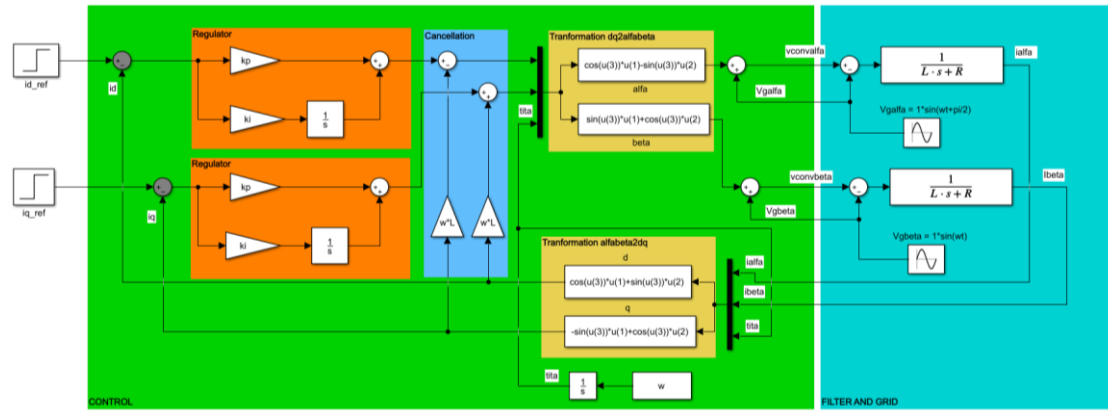 Regulator
kp
ki
1
s
id_ref
id
Cancellation
w*L
w*L
Tranformation dq2alfabeta
cos(u(3))*u(1)-sin(u(3))*u(2)
alfa
sin(u(3))*u(1)+cos(u(3))*u(2)
beta
tita
vconvalfa
Vgalfa
1
L · s + R
ialfa
Vgalfa = 1*sin(wt+pi/2)
Regulator
kp
ki
1
s
iq_ref
iq
vconvbeta
Vgbeta
1
L · s + R
Ibeta
Vgbeta = 1*sin(wt)
Tranformation alfabeta2dq
d
cos(u(3))*u(1)+sin(u(3))*u(2)
q
-sin(u(3))*u(1)+cos(u(3))*u(2)
ialfa
ibeta
tita
tita
1
s
w
CONTROL
FILTER AND GRID